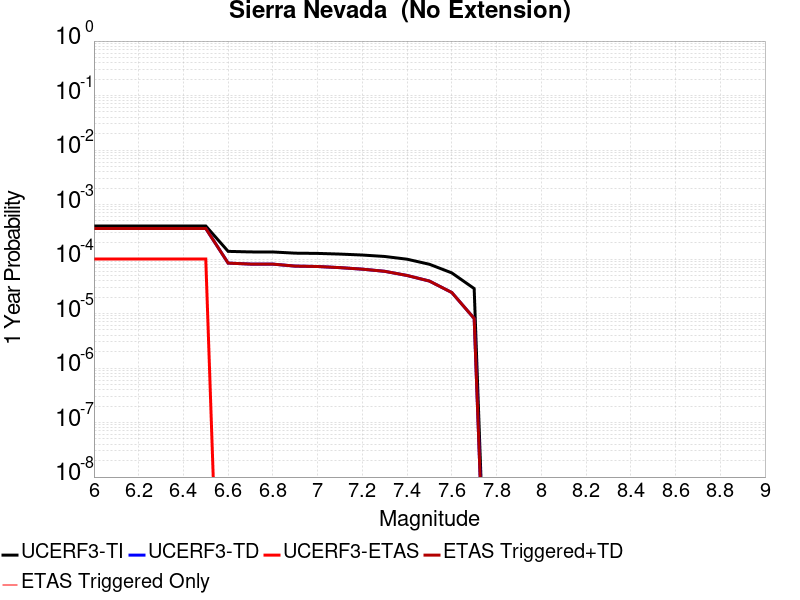 Sierra Nevada (No Extension)
10^0
10^-1
10^-2
10^-3
10^-4
10^-5
10^-6
10^-7
10^-8
1 Year Probability
6 6.2 6.4 6.6 6.8 7 7.2 7.4 7.6 7.8 8 8.2 8.4 8.6 8.8 9
Magnitude
UCERF3-TI UCERF3-TD UCERF3-ETAS ETAS Triggered+TD
ETAS Triggered Only